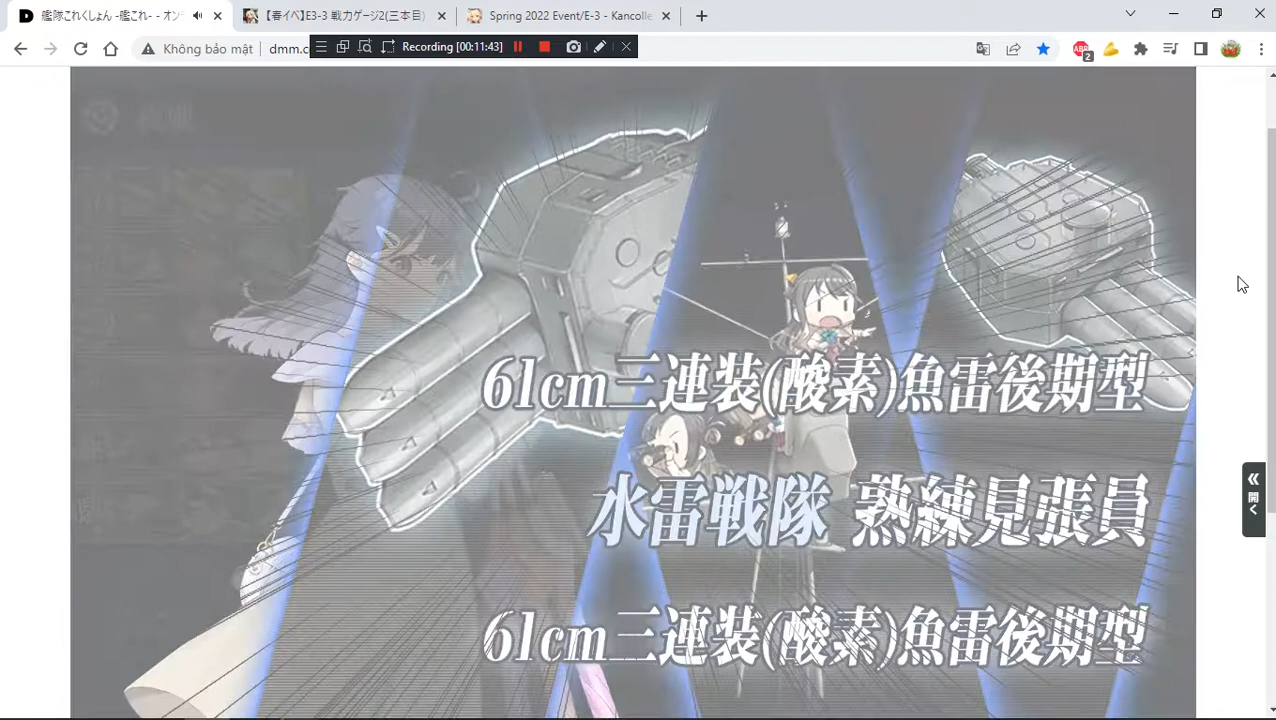 艦隊これくしょん -艦これ- - オン
【春イベ】E3-3 戦力ゲージ2(三本目)
Spring 2022 Event/E-3 - Kancolle
Không bảo mật
dmm.c
Recording [00:11:43]
ABP
2
61cm三連装(酸素)魚雷後期型
水雷戦隊 熟練見張員
61cm三連装(酸素)魚雷後期型
開